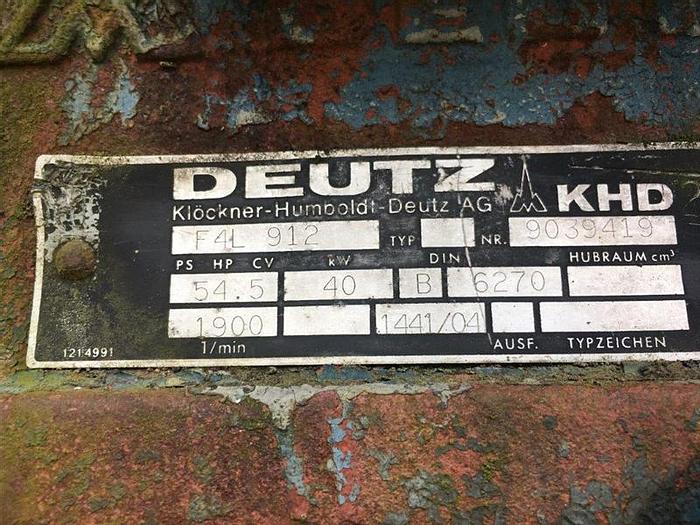 DEUTZ
Klöckner-Humboldt-Deutz AG KHD
F4L 912 TYP NR. 9039419
PS HP CV KW DIN HUBRAUM cm³
54.5 40 B 6270
1900 1441/04
1214991 1/min AUSF. TYPZEICHEN